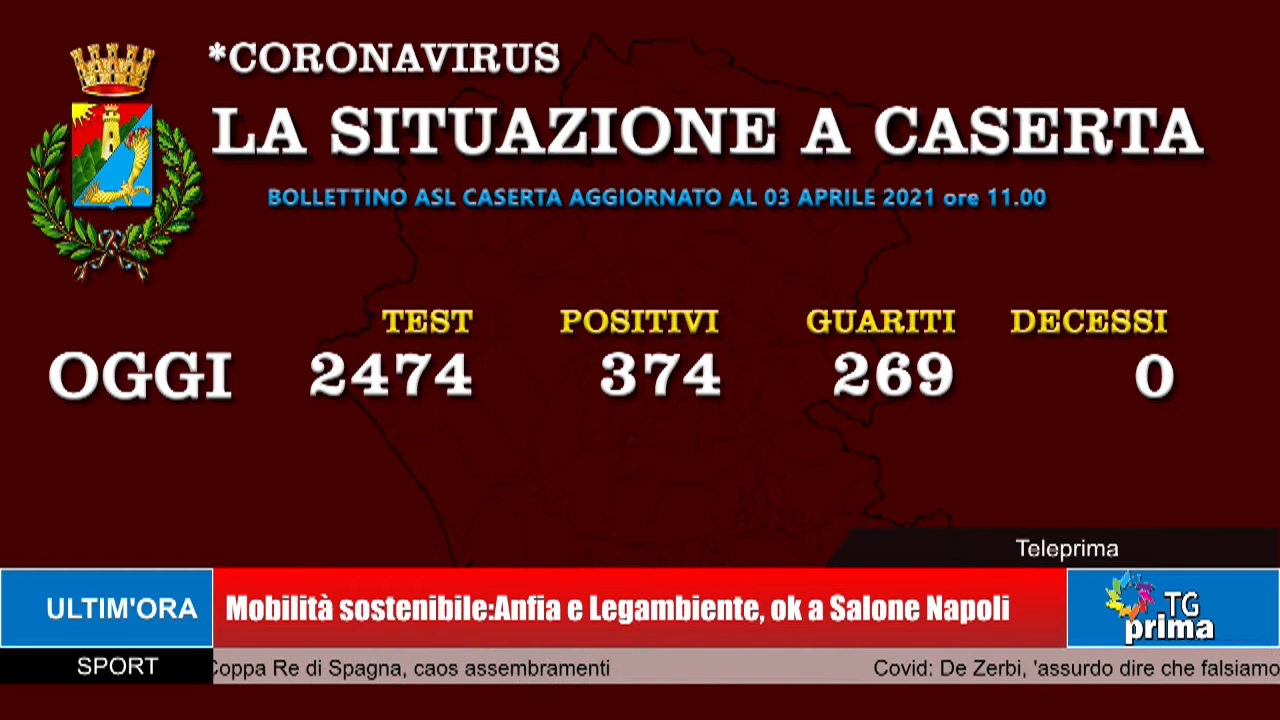 *CORONAVIRUS
LA SITUAZIONE A CASERTA
BOLLETTINO ASL CASERTA AGGIORNATO AL 03 APRILE 2021 ore 11.00
TEST POSITIVI GUARITI DECESSI
OGGI 2474 374 269 0
Teleprima
ULTIM'ORA Mobilità sostenibile:Anfia e Legambiente, ok a Salone Napoli TG prima
SPORT Coppa Re di Spagna, caos assembramenti Covid: De Zerbi, 'assurdo dire che falsiamo